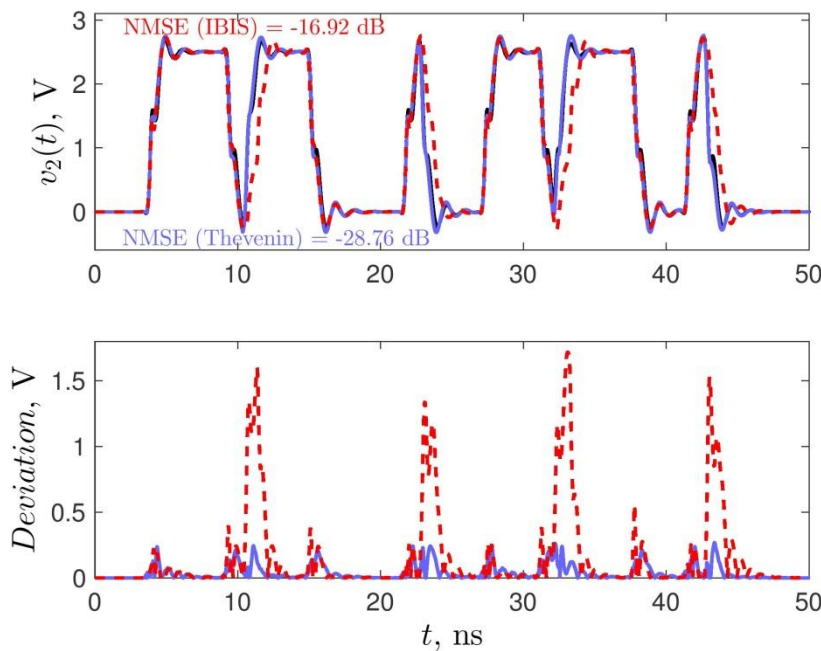 NMSE (IBIS) = -16.92 dB
3
2
1
0
v₂(t), V
NMSE (Thevenin) = -28.76 dB
0 10 20 30 40 50
1.5
1
0.5
0
Deviation, V
0 10 20 30 40 50
t, ns